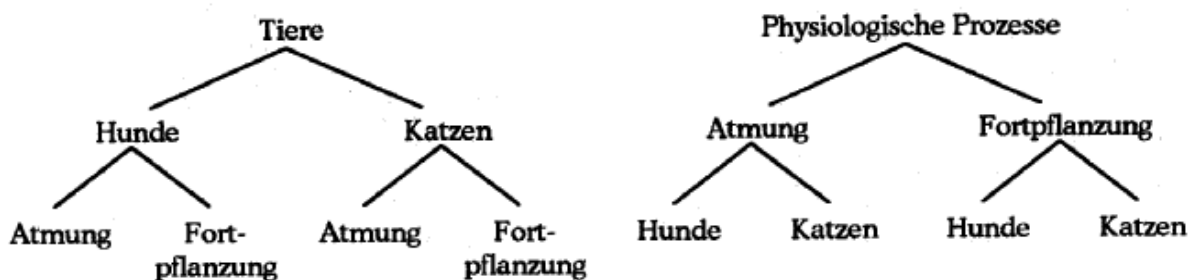 Tiere
Hunde
Katzen
Atmung
Fort-
pflanzung
Atmung
Fort-
pflanzung
Physiologische Prozesse
Atmung
Fortpflanzung
Hunde
Katzen
Hunde
Katzen